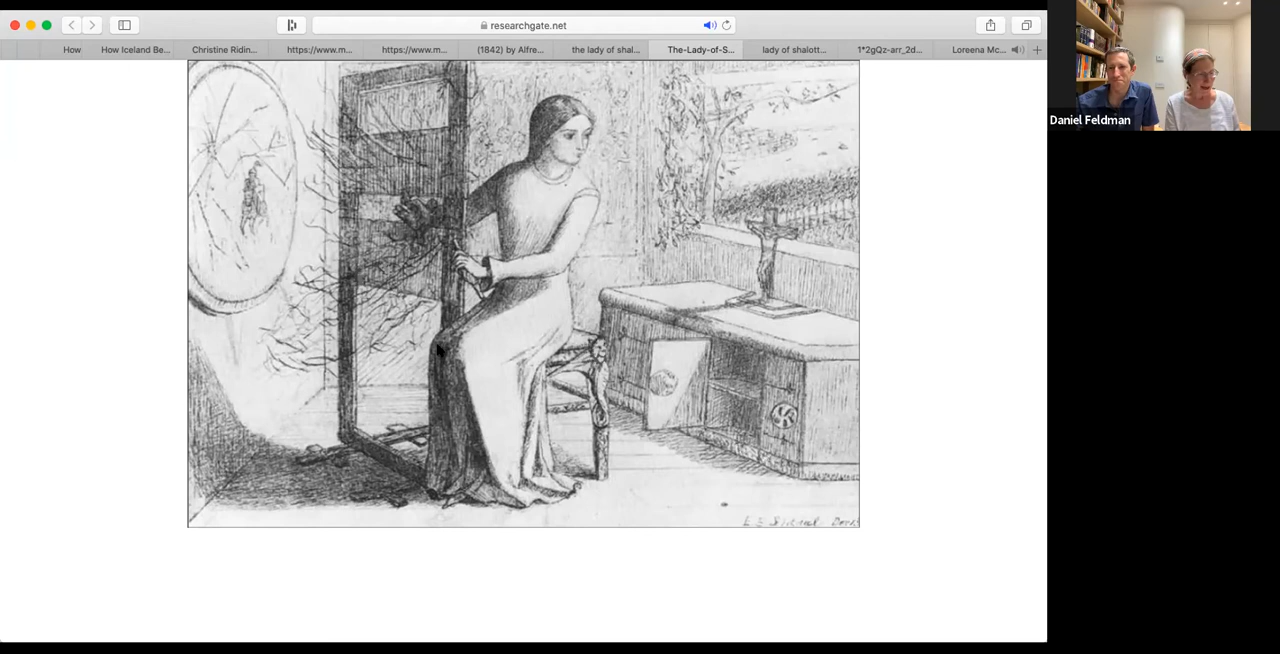 researchgate.net
How
How Iceland Be...
Christine Ridin...
https://www.m...
https://www.m...
(1842) by Alfre...
the lady of shal...
The-Lady-of-S...
lady of shalott...
1*2gQz-arr_2d...
Loreena Mc...
Daniel Feldman